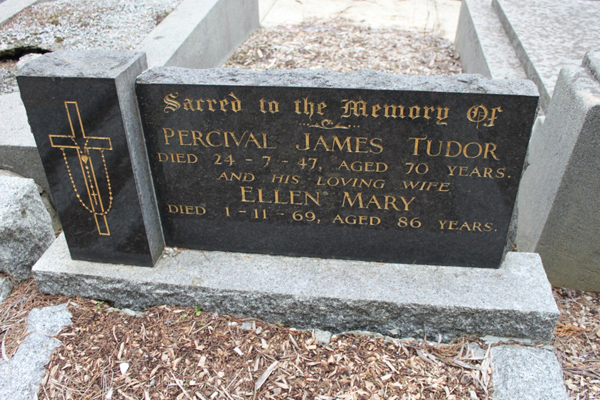 Sacred to the Memory Of
PERCIVAL JAMES TUDOR
DIED 24-7-47, AGED 70 YEARS.
AND HIS LOVING WIFE
ELLEN MARY
DIED 1-11-69, AGED 86 YEARS.